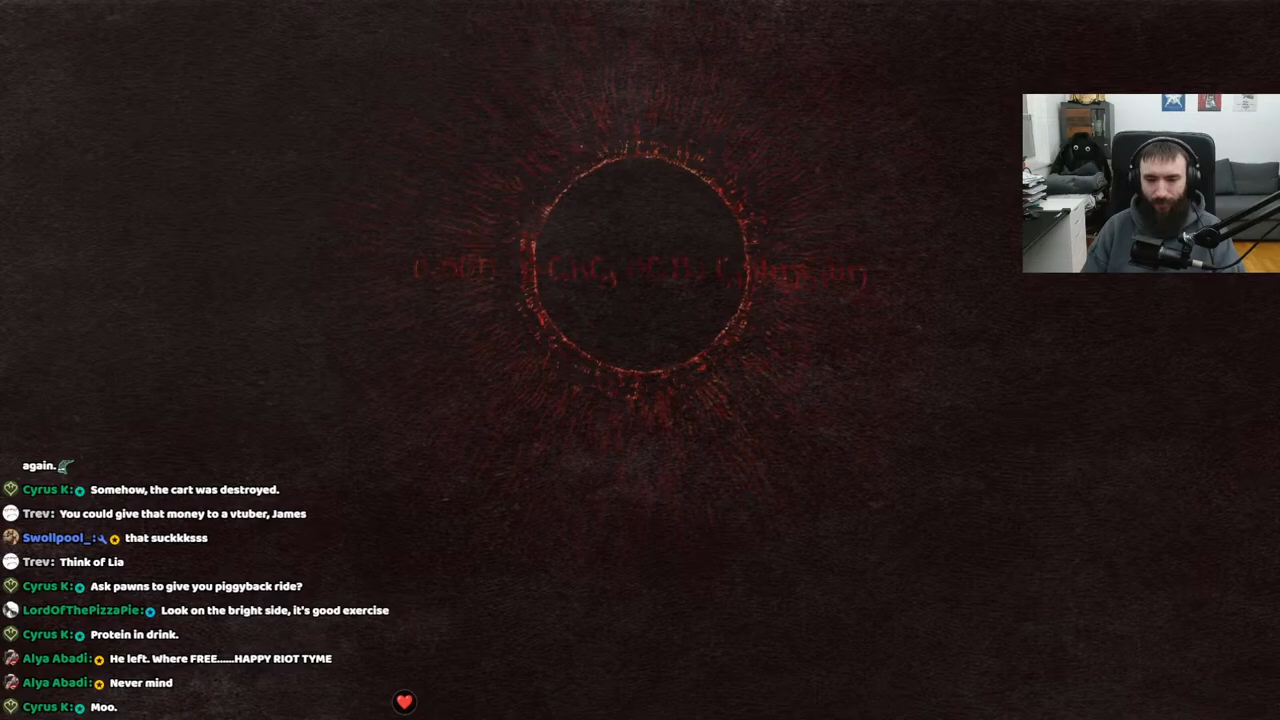 again.
Cyrus K: Somehow, the cart was destroyed.
Trev: You could give that money to a vtuber, James
Swollpool_: that suckkksss
Trev: Think of Lia
Cyrus K: Ask pawns to give you piggyback ride?
LordOfThePizzaPie: Look on the bright side, it's good exercise
Cyrus K: Protein in drink.
Alya Abadi: He left. Where FREE......HAPPY RIOT TYME
Alya Abadi: Never mind
Cyrus K: Moo.